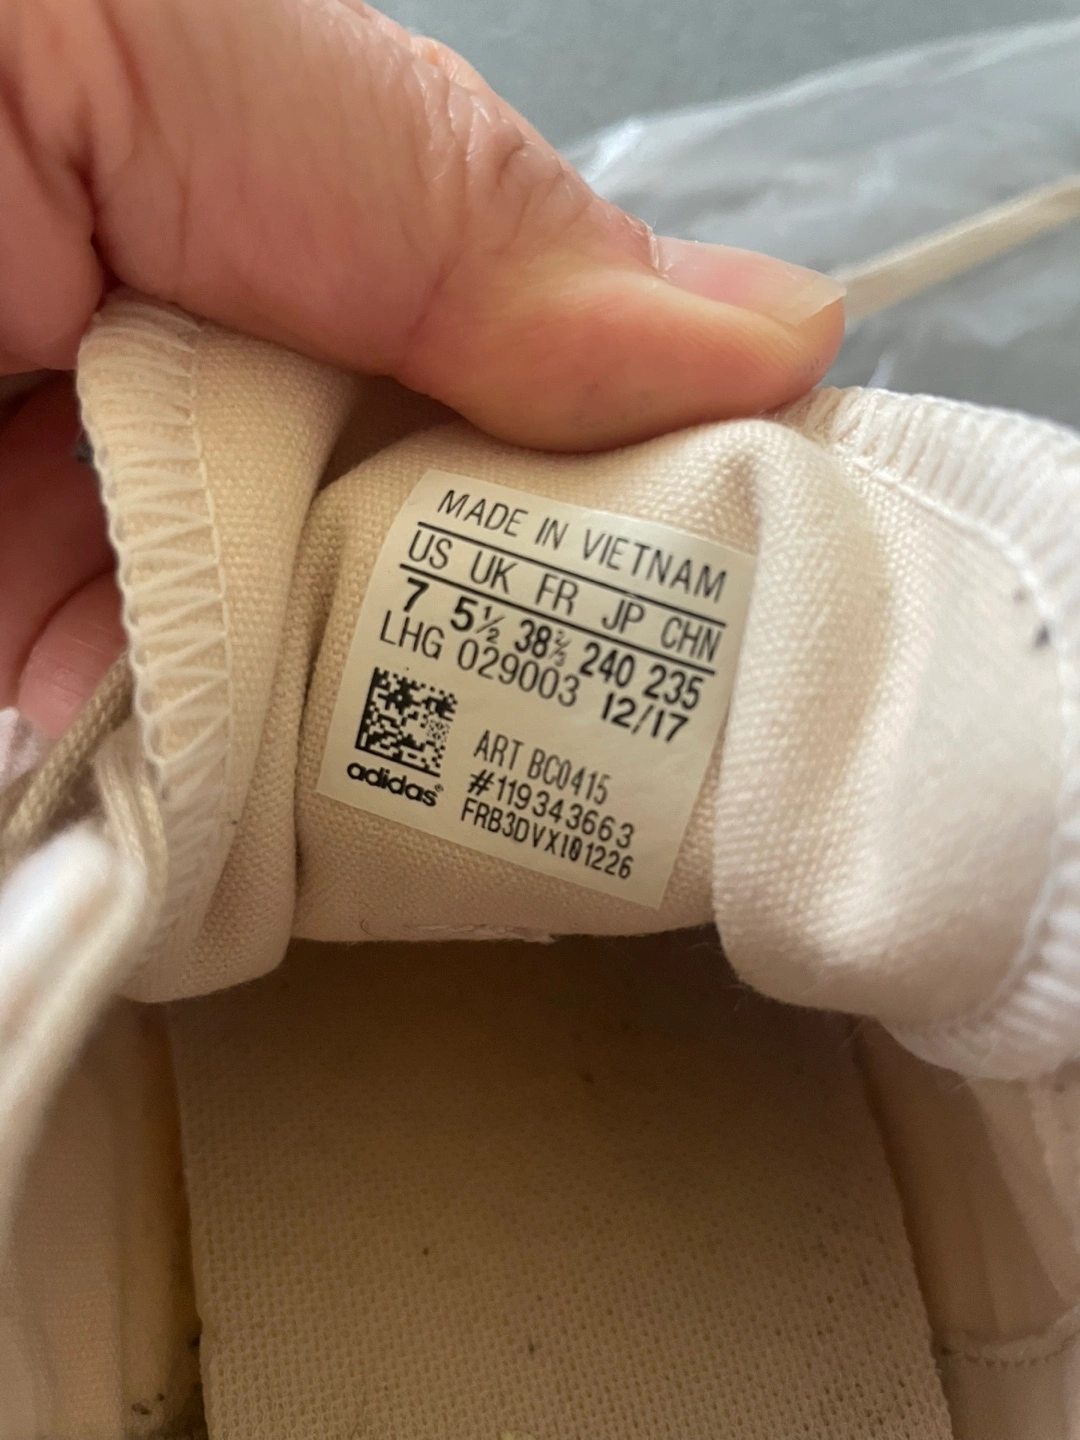 MADE IN VIETNAM
US UK FR JP CHN
7 5½ 38⅔ 240 235
LHG 029003 12/17
ART BC0415
#119343663
FRB3DVXI01226
adidas®